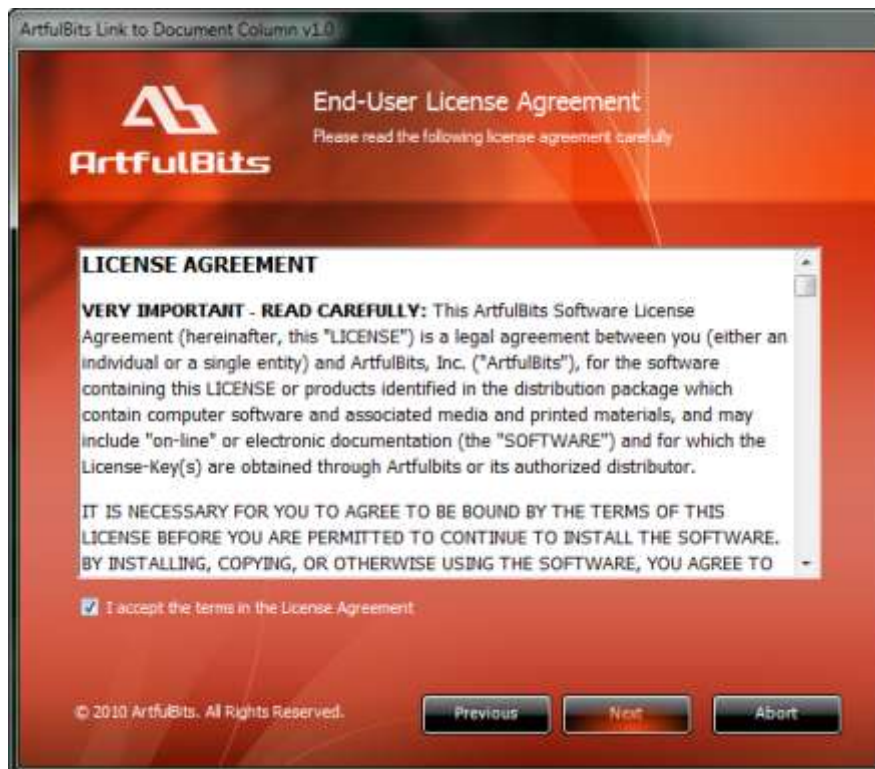 ArtfulBits Link to Document Column v1.0
ArtfulBits
End-User License Agreement
Please read the following license agreement carefully
LICENSE AGREEMENT
VERY IMPORTANT - READ CAREFULLY: This ArtfulBits Software License
Agreement (hereinafter, this "LICENSE") is a legal agreement between you (either an
individual or a single entity) and ArtfulBits, Inc. ("ArtfulBits"), for the software
containing this LICENSE or products identified in the distribution package which
contain computer software and associated media and printed materials, and may
include "on-line" or electronic documentation (the "SOFTWARE") and for which the
License-Key(s) are obtained through Artfulbits or its authorized distributor.
IT IS NECESSARY FOR YOU TO AGREE TO BE BOUND BY THE TERMS OF THIS
LICENSE BEFORE YOU ARE PERMITTED TO CONTINUE TO INSTALL THE SOFTWARE.
BY INSTALLING, COPYING, OR OTHERWISE USING THE SOFTWARE, YOU AGREE TO
I accept the terms in the License Agreement
© 2010 ArtfulBits. All Rights Reserved.
Previous
Next
Abort